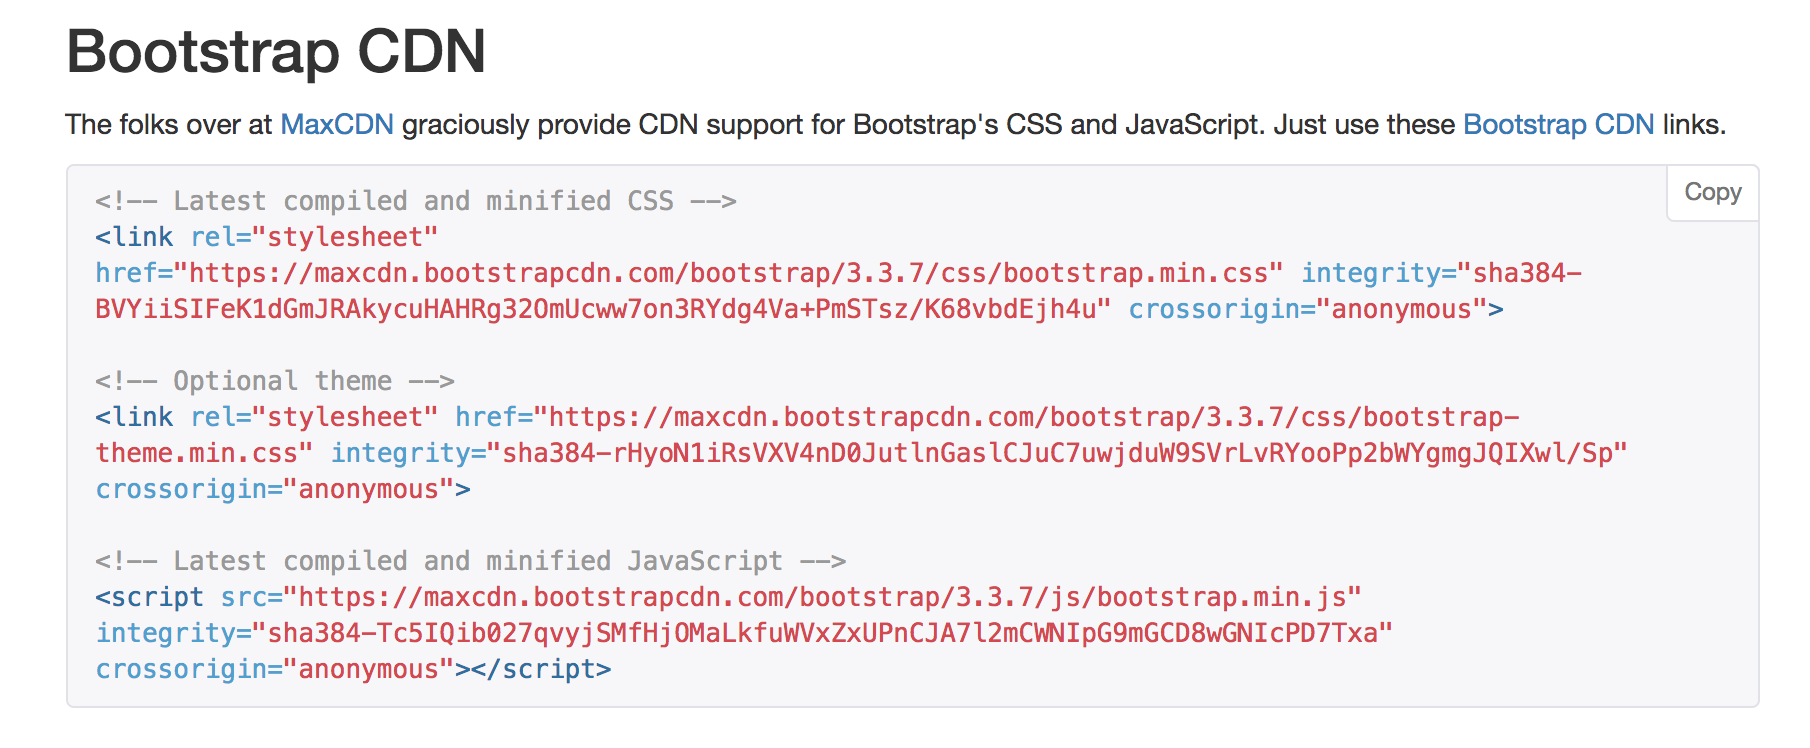 Bootstrap CDN
The folks over at MaxCDN graciously provide CDN support for Bootstrap's CSS and JavaScript. Just use these Bootstrap CDN links.
Copy
<!-- Latest compiled and minified CSS -->
<link rel="stylesheet"
href="https://maxcdn.bootstrapcdn.com/bootstrap/3.3.7/css/bootstrap.min.css" integrity="sha384-
BVYiiSIFeK1dGmJRAkycuHAHRg32OmUcww7on3RYdg4Va+PmSTsz/K68vbdEjh4u" crossorigin="anonymous">
<!-- Optional theme -->
<link rel="stylesheet" href="https://maxcdn.bootstrapcdn.com/bootstrap/3.3.7/css/bootstrap-
theme.min.css" integrity="sha384-rHyoN1iRsVXV4nD0JutlnGaslCJuC7uwjduW9SVrLvRYooPp2bWYgmgJQIXwl/Sp"
crossorigin="anonymous">
<!-- Latest compiled and minified JavaScript -->
<script src="https://maxcdn.bootstrapcdn.com/bootstrap/3.3.7/js/bootstrap.min.js"
integrity="sha384-Tc5IQib027qvyjSMfHjOMaLkfuWVxZxUPnCJA7l2mCWNIpG9mGCD8wGNIcPD7Txa"
crossorigin="anonymous"></script>